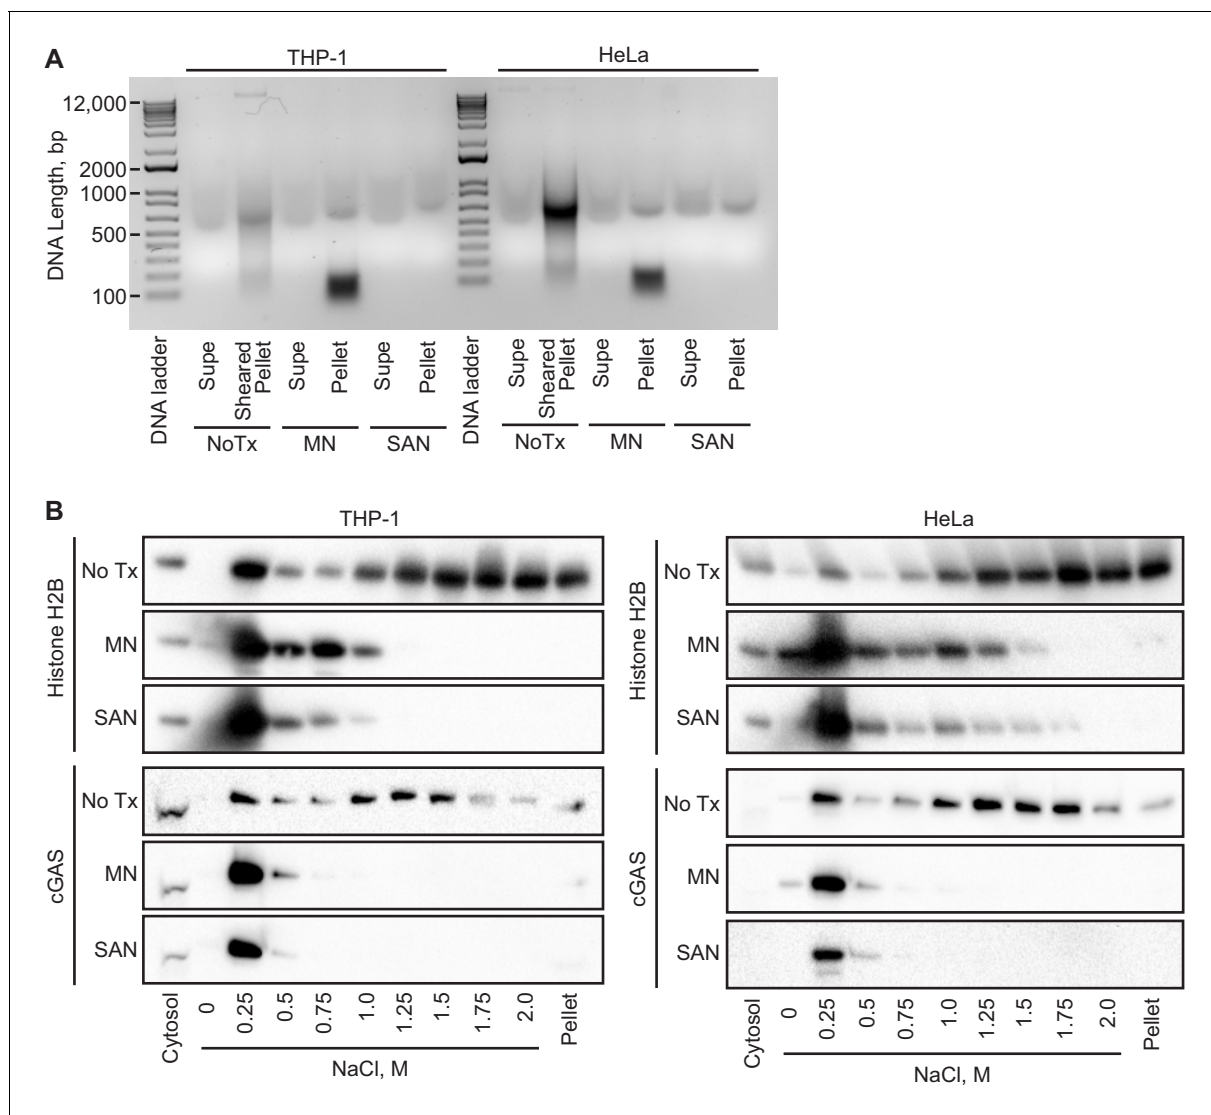 A
THP-1
HeLa
DNA Length, bp
12,000
2000
1000
500
100
DNA ladder
Supe
Sheared
Pellet
Supe
Pellet
Supe
Pellet
DNA ladder
Supe
Sheared
Pellet
Supe
Pellet
Supe
Pellet
NoTx
MN
SAN
NoTx
MN
SAN
B
THP-1
HeLa
Histone H2B
No Tx
MN
SAN
Histone H2B
No Tx
MN
SAN
cGAS
No Tx
MN
SAN
cGAS
No Tx
MN
SAN
Cytosol
0
0.25
0.5
0.75
1.0
1.25
1.5
1.75
2.0
Pellet
NaCl, M
Cytosol
0
0.25
0.5
0.75
1.0
1.25
1.5
1.75
2.0
Pellet
NaCl, M